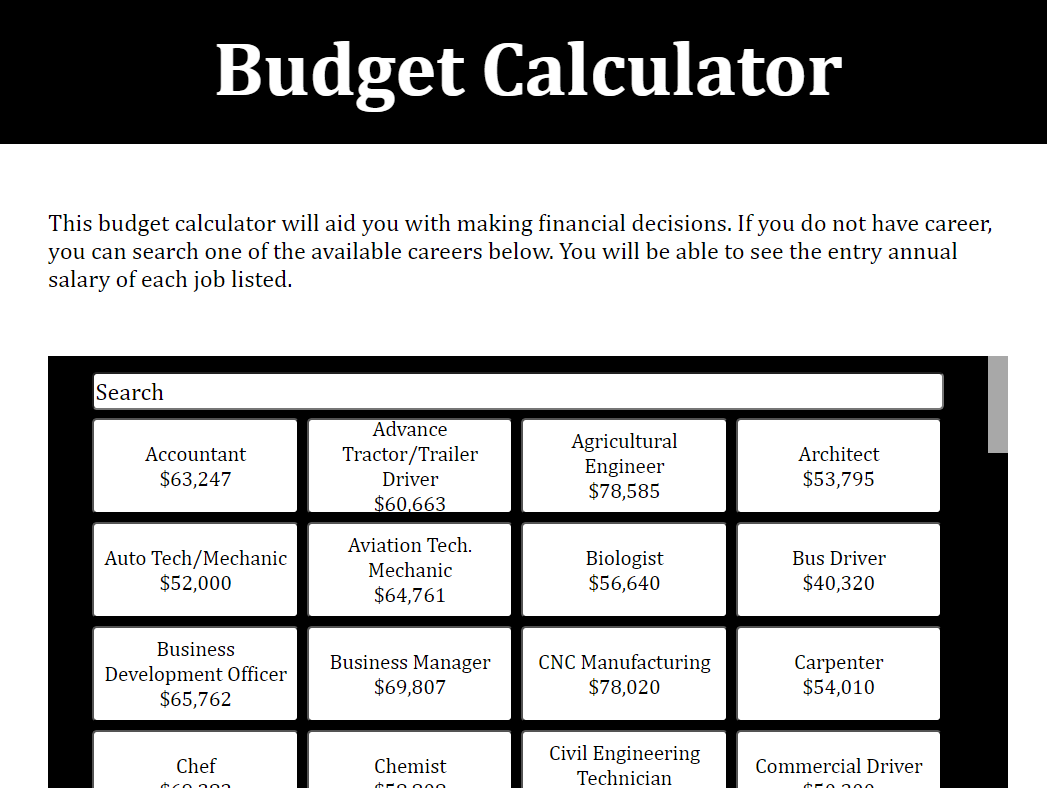 Budget Calculator
This budget calculator will aid you with making financial decisions. If you do not have career,
you can search one of the available careers below. You will be able to see the entry annual
salary of each job listed.
Search
Accountant
$63,247
Advance
Tractor/Trailer
Driver
$60,663
Agricultural
Engineer
$78,585
Architect
$53,795
Auto Tech/Mechanic
$52,000
Aviation Tech.
Mechanic
$64,761
Biologist
$56,640
Bus Driver
$40,320
Business
Development Officer
$65,762
Business Manager
$69,807
CNC Manufacturing
$78,020
Carpenter
$54,010
Chef
Chemist
Civil Engineering
Technician
Commercial Driver